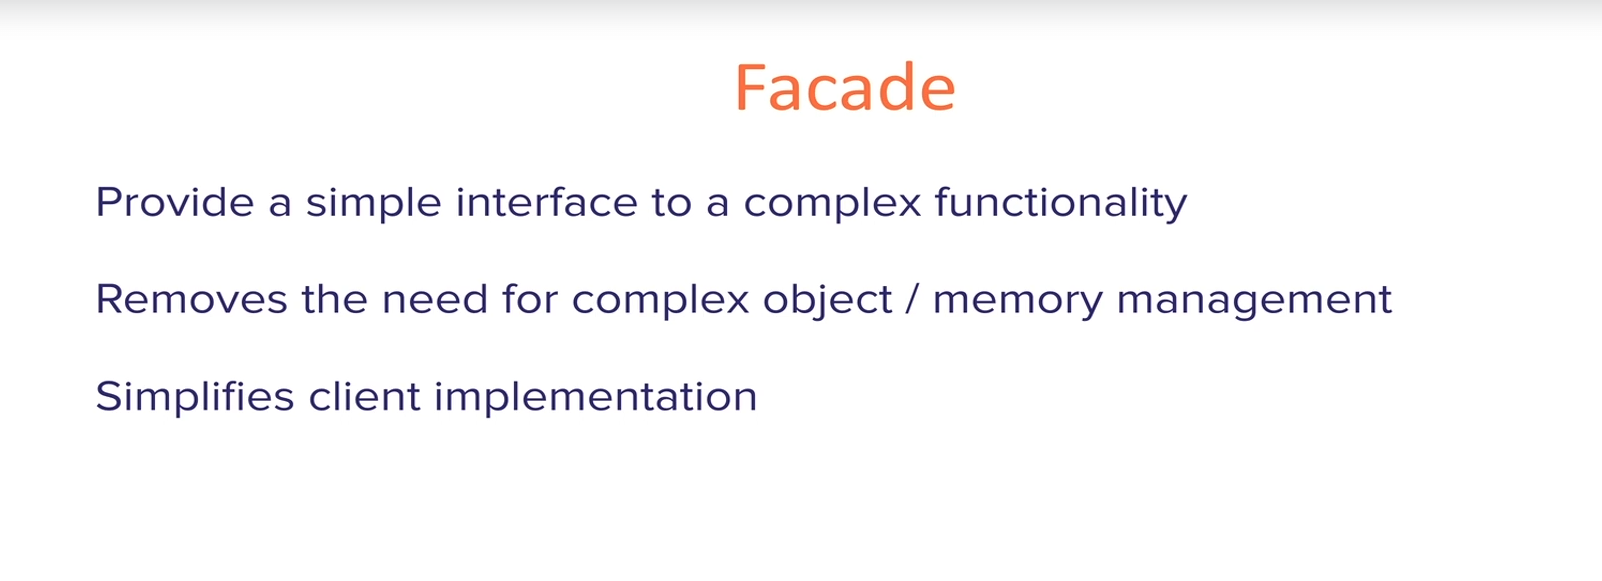 Facade
Provide a simple interface to a complex functionality
Removes the need for complex object / memory management
Simplifies client implementation